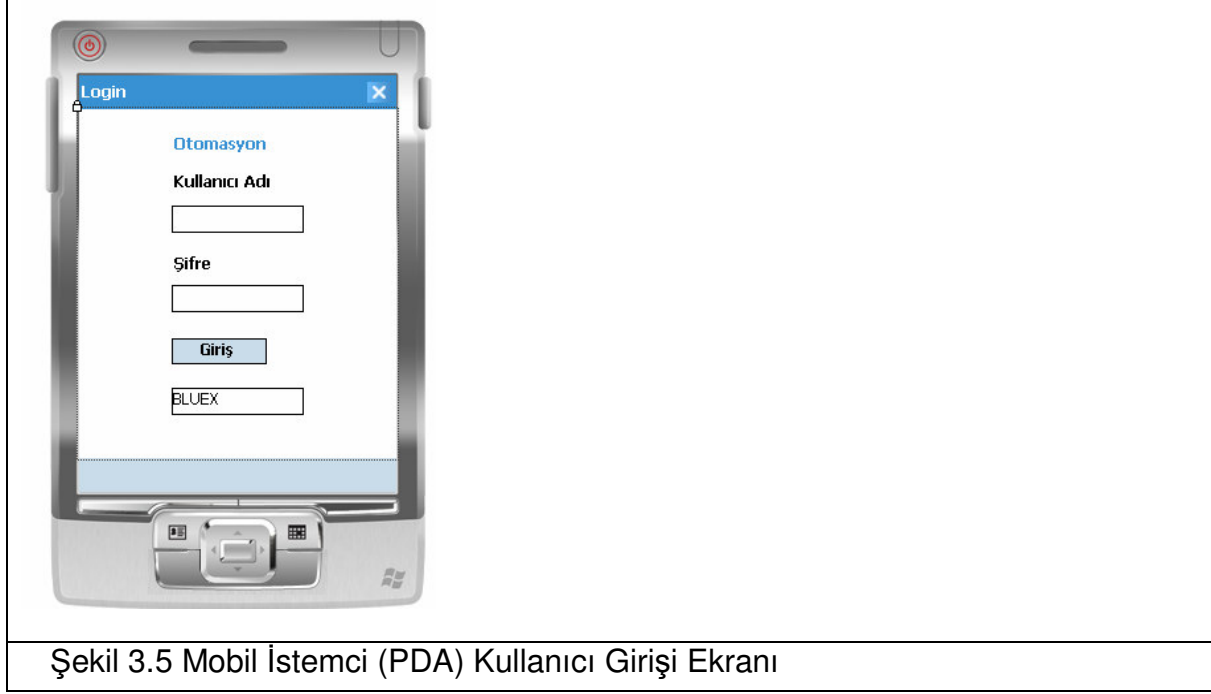 Login
Otomasyon
Kullanıcı Adı
Şifre
Giriş
BLUEX
Şekil 3.5 Mobil İstemci (PDA) Kullanıcı Girişi Ekranı